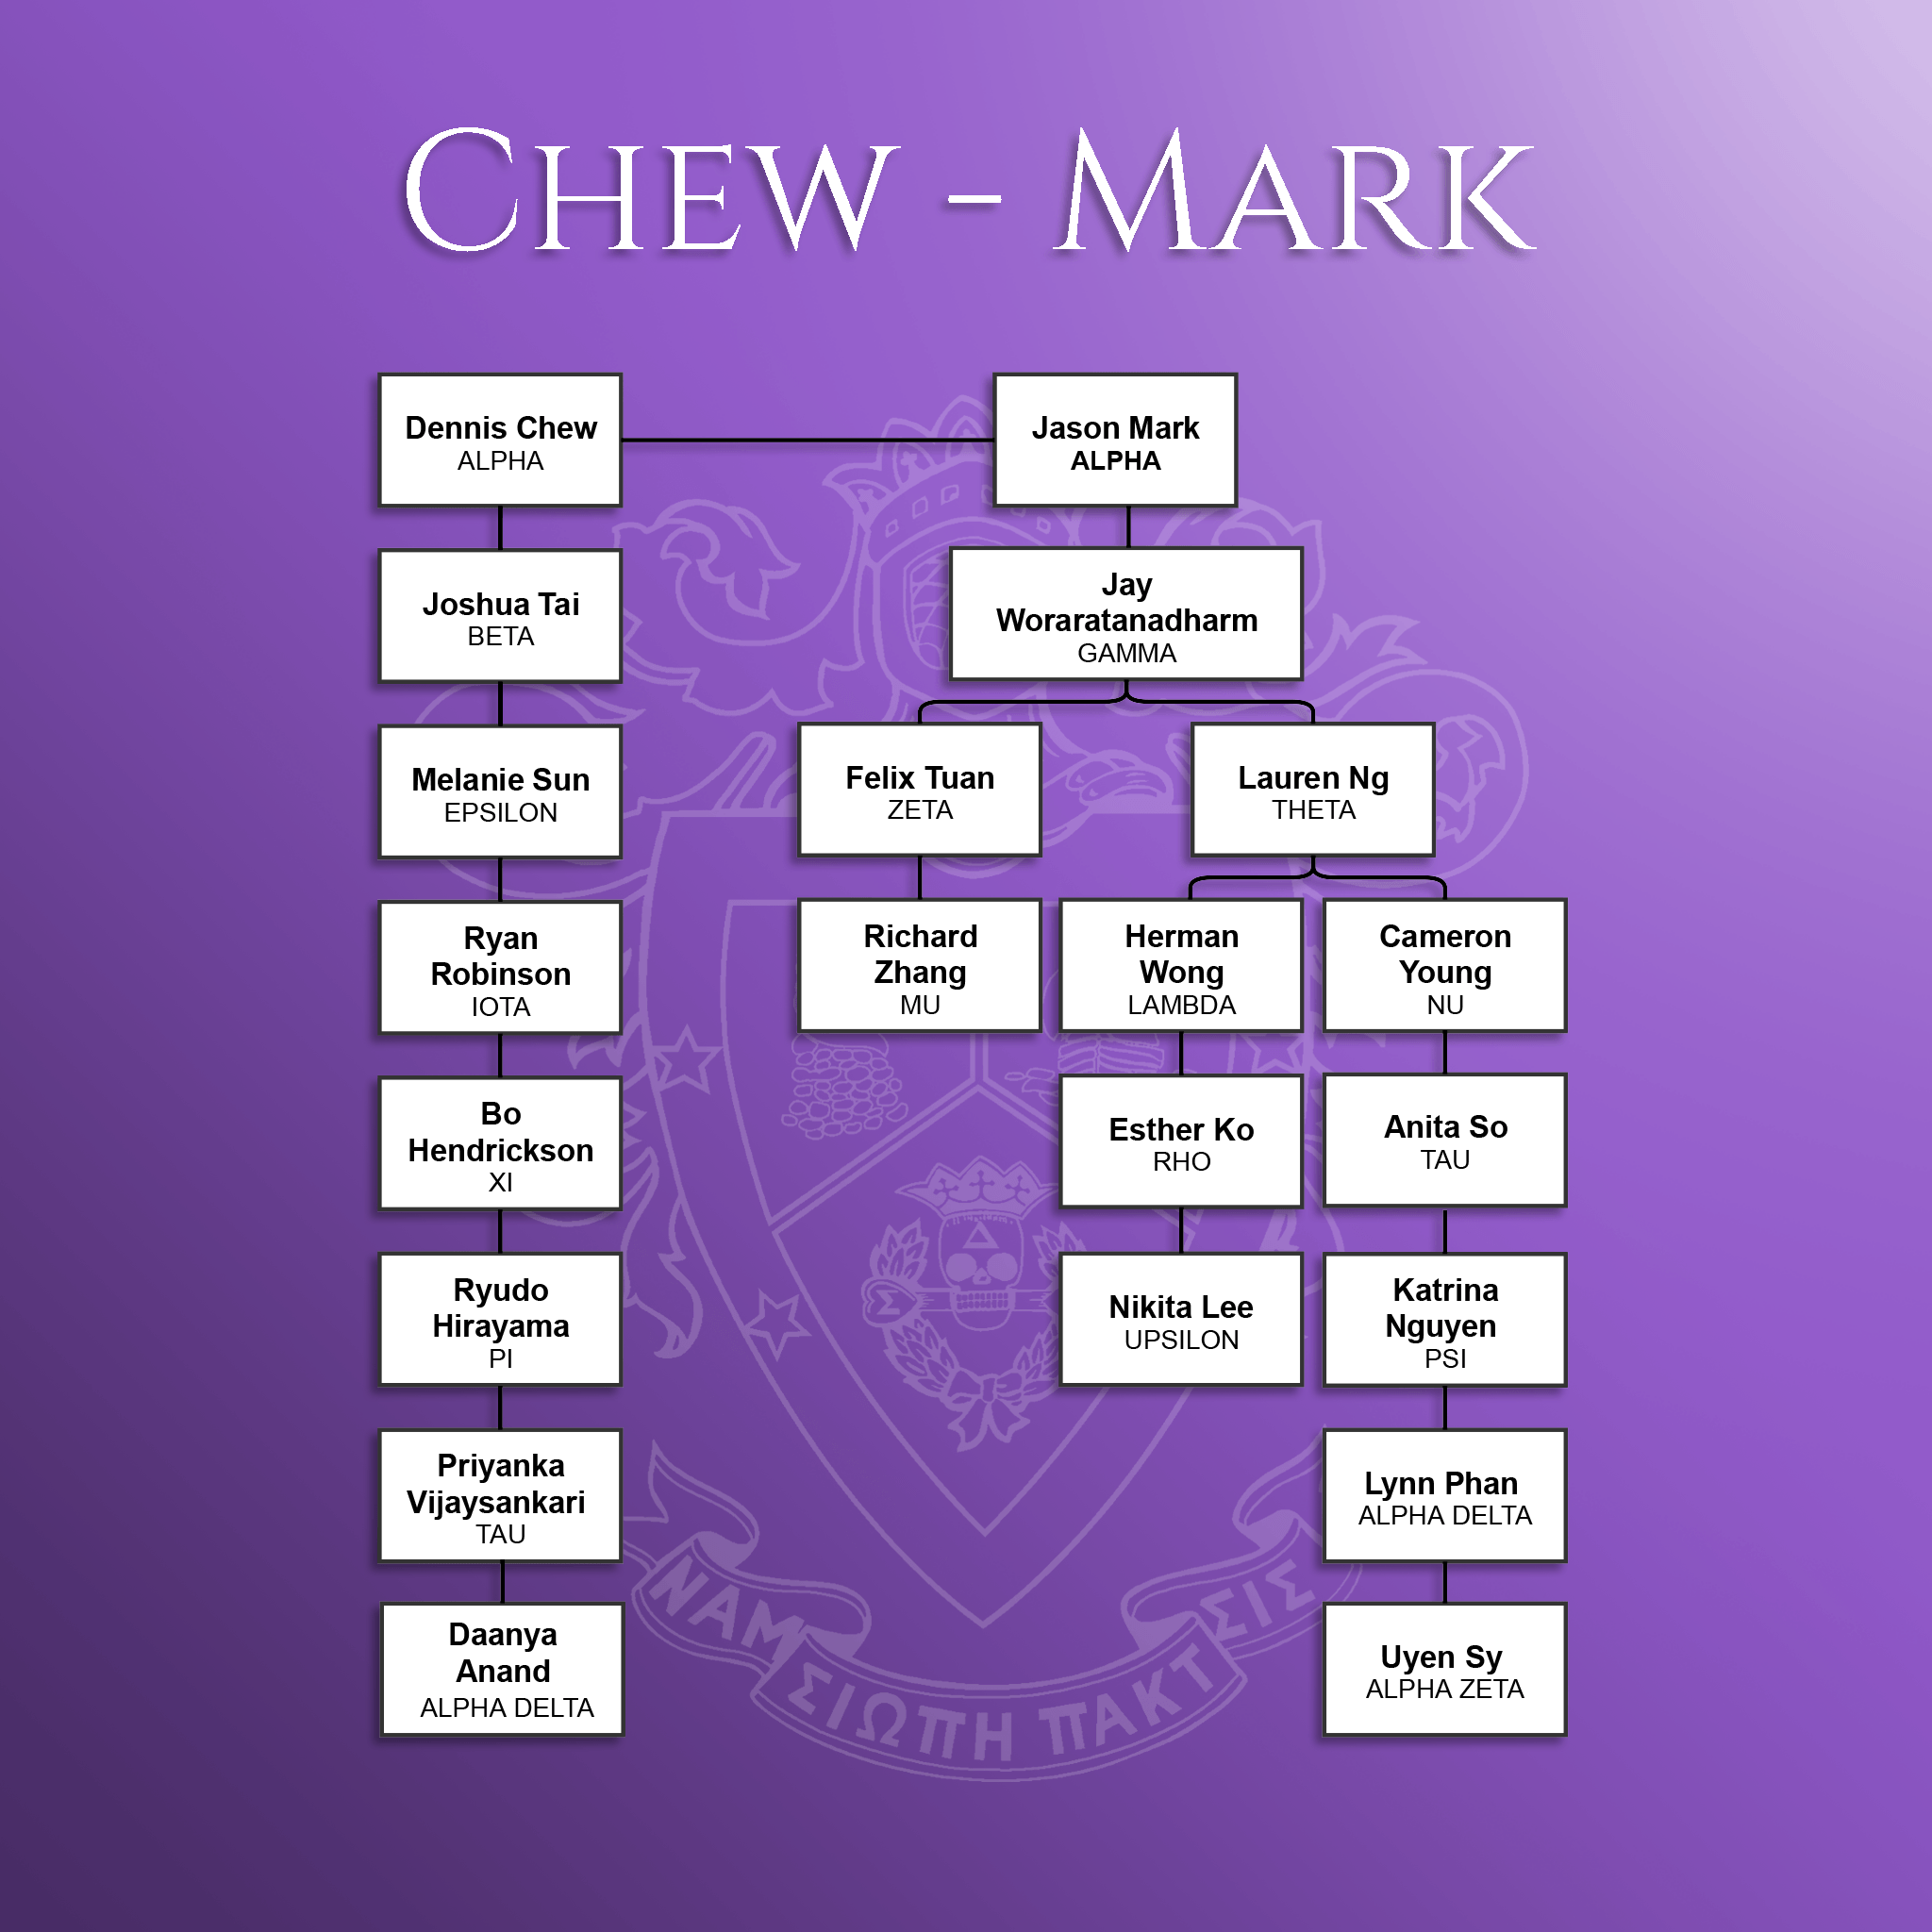 CHEW - MARK
Dennis Chew
ALPHA
Jason Mark
ALPHA
Joshua Tai
BETA
Jay
Woraratanadharm
GAMMA
Melanie Sun
EPSILON
Felix Tuan
ZETA
Lauren Ng
THETA
Ryan
Robinson
IOTA
Richard
Zhang
MU
Herman
Wong
LAMBDA
Cameron
Young
NU
Bo
Hendrickson
XI
Esther Ko
RHO
Anita So
TAU
Ryudo
Hirayama
PI
Nikita Lee
UPSILON
Katrina
Nguyen
PSI
Priyanka
Vijaysankari
TAU
Lynn Phan
ALPHA DELTA
Daanya
Anand
ALPHA DELTA
Uyen Sy
ALPHA ZETA
ΣΙΩΠΗ ΠΑΚΤ
ΣΙΣ